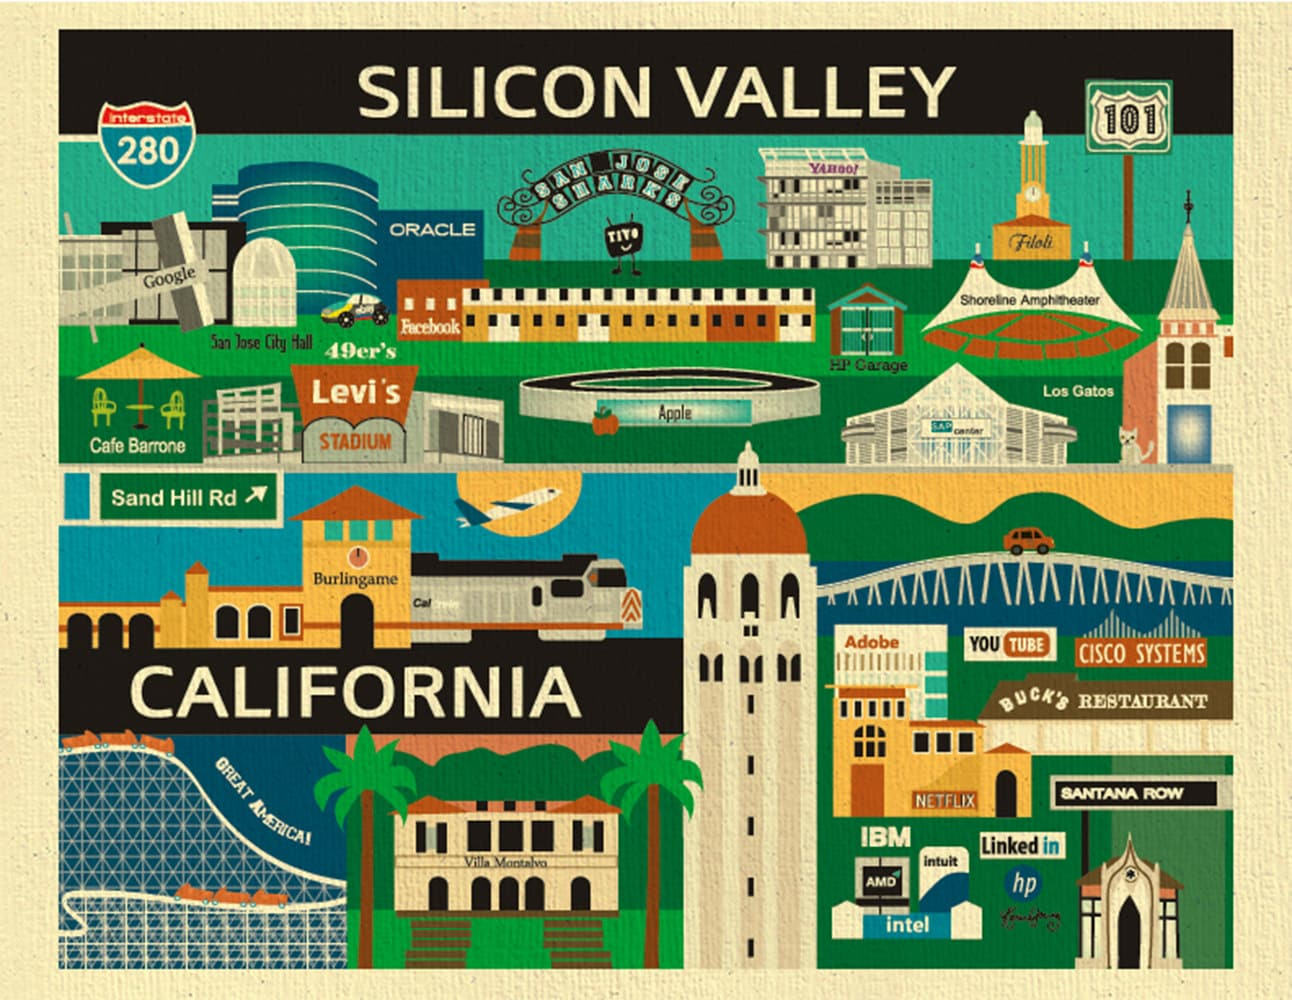 SILICON VALLEY
Interstate
280
101
SAN JOSE
SHARKS
YAHOO!
TIVO
Filoli
ORACLE
Google
Shoreline Amphitheater
Facebook
San Jose City Hall
49er's
HP Garage
Levi's
STADIUM
Apple
Los Gatos
SAP center
Cafe Barrone
Sand Hill Rd
Burlingame
Cal
Adobe
YOU TUBE
CISCO SYSTEMS
BUCK'S RESTAURANT
CALIFORNIA
GREAT AMERICA!
NETFLIX
SANTANA ROW
Villa Montalvo
IBM
Linked in
intuit
AMD
hp
intel